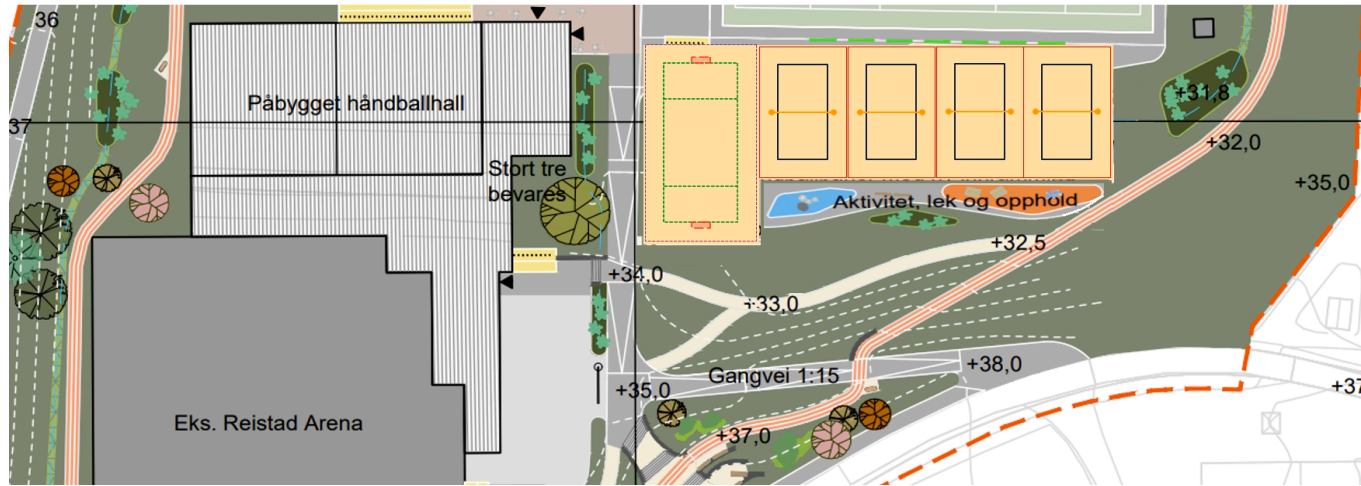 36
37
Påbygget håndballhall
Stort tre
bevares
+31,8
+32,0
+35,0
Aktivitet, lek og opphold
+32,5
+34,0
+33,0
Gangvei 1:15
+38,0
+35,0
+37,0
Eks. Reistad Arena